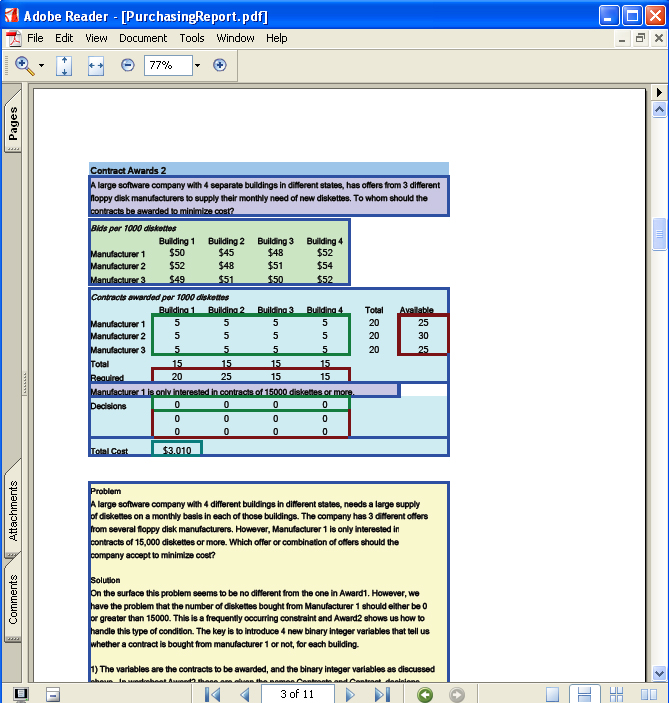 Adobe Reader - [PurchasingReport.pdf]
File Edit View Document Tools Window Help
77%
Pages
Attachments
Comments
Contract Awards 2
A large software company with 4 separate buildings in different states, has offers from 3 different
floppy disk manufacturers to supply their monthly need of new diskettes. To whom should the
contracts be awarded to minimize cost?
Bids per 1000 diskettes
Building 1 Building 2 Building 3 Building 4
Manufacturer 1 $50 $45 $48 $52
Manufacturer 2 $52 $48 $51 $54
Manufacturer 3 $49 $51 $50 $52
Contracts awarded per 1000 diskettes
Building 1 Building 2 Building 3 Building 4 Total Available
Manufacturer 1 5 5 5 5 20 25
Manufacturer 2 5 5 5 5 20 30
Manufacturer 3 5 5 5 5 20 25
Total 15 15 15 15
Required 20 25 15 15
Manufacturer 1 is only interested in contracts of 15000 diskettes or more.
Decisions 0 0 0 0
0 0 0 0
0 0 0 0
Total Cost $3,010
Problem
A large software company with 4 different buildings in different states, needs a large supply
of diskettes on a monthly basis in each of those buildings. The company has 3 different offers
from several floppy disk manufacturers. However, Manufacturer 1 is only interested in
contracts of 15,000 diskettes or more. Which offer or combination of offers should the
company accept to minimize cost?
Solution
On the surface this problem seems to be no different from the one in Award1. However, we
have the problem that the number of diskettes bought from Manufacturer 1 should either be 0
or greater than 15000. This is a frequently occurring constraint and Award2 shows us how to
handle this type of condition. The key is to introduce 4 new binary integer variables that tell us
whether a contract is bought from manufacturer 1 or not, for each building.
1) The variables are the contracts to be awarded, and the binary integer variables as discussed
above. In worksheet Award2 these are given the names Contracts and Contract_decisions
3 of 11